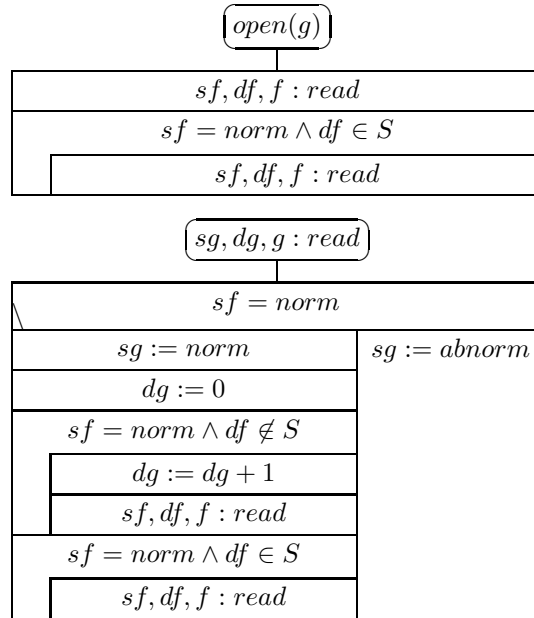 open(g)
sf, df, f : read
sf = norm ∧ df ∈ S
sf, df, f : read
sg, dg, g : read
sf = norm
sg := norm
sg := abnorm
dg := 0
sf = norm ∧ df ∉ S
dg := dg + 1
sf, df, f : read
sf = norm ∧ df ∈ S
sf, df, f : read